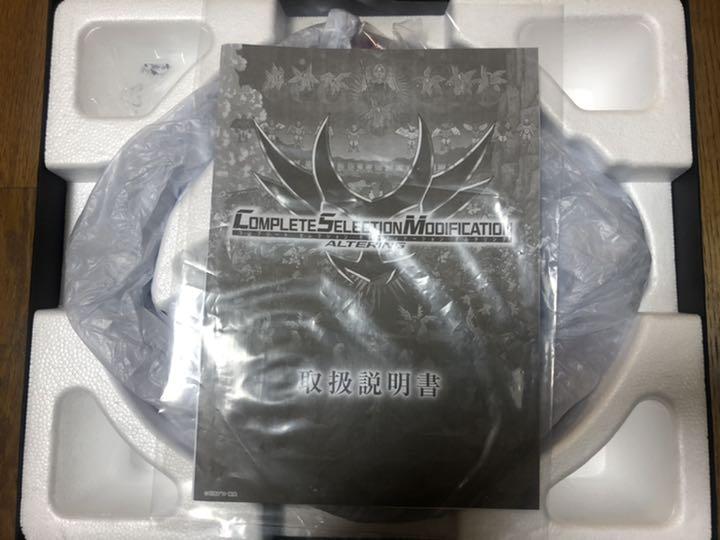 COMPLETE SELECTION MODIFICATION
ALTERING
取扱説明書